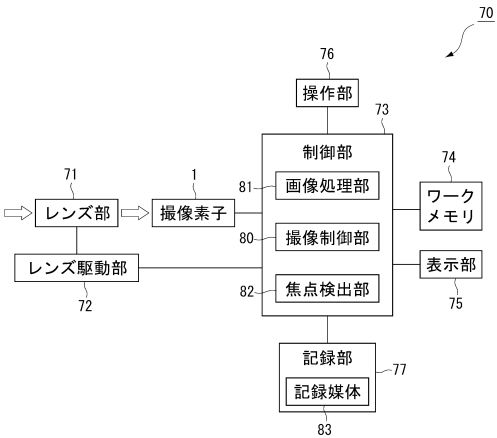 70
76
操作部
73
制御部
81
画像処理部
80
撮像制御部
82
焦点検出部
71
レンズ部
1
撮像素子
レンズ駆動部
72
74
ワーク
メモリ
表示部
75
記録部
77
記録媒体
83